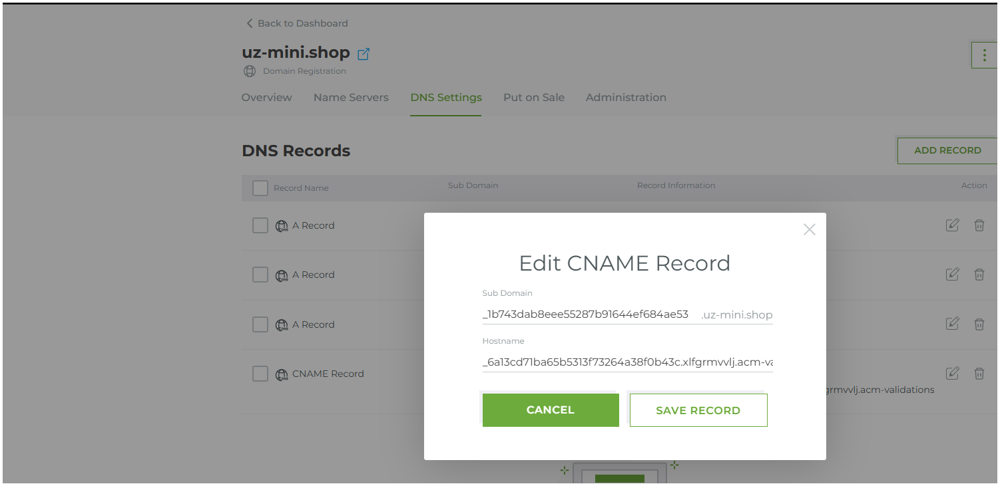 Back to Dashboard
uz-mini.shop
Domain Registration
Overview Name Servers DNS Settings Put on Sale Administration
DNS Records
ADD RECORD
Record Name Sub Domain Record Information Action
A Record
A Record
A Record
CNAME Record
grmvvlj.acm-validations
Edit CNAME Record
Sub Domain
_1b743dab8eee55287b91644ef684ae53 .uz-mini.shop
Hostname
_6a13cd71ba65b5313f73264a38f0b43c.xlfgrmvvlj.acm-va
CANCEL SAVE RECORD